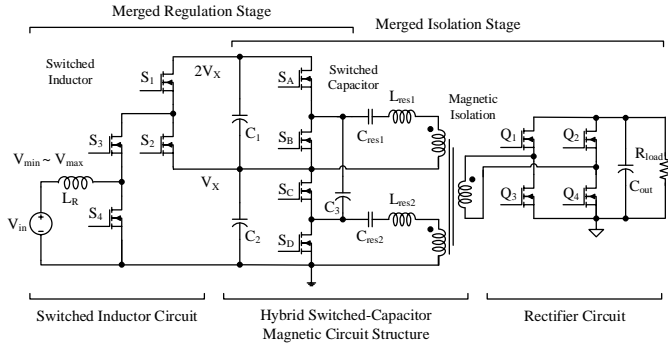 Merged Regulation Stage
Merged Isolation Stage
Switched
Inductor
S1
2VX
SA
Switched
Capacitor
Lres1
Magnetic
Isolation
S3
S2
C1
SB
Cres1
Q1
Q2
Rload
Vmin ~ Vmax
VX
LR
SC
C3
Lres2
Cout
Vin
S4
C2
SD
Cres2
Q3
Q4
Switched Inductor Circuit
Hybrid Switched-Capacitor
Magnetic Circuit Structure
Rectifier Circuit